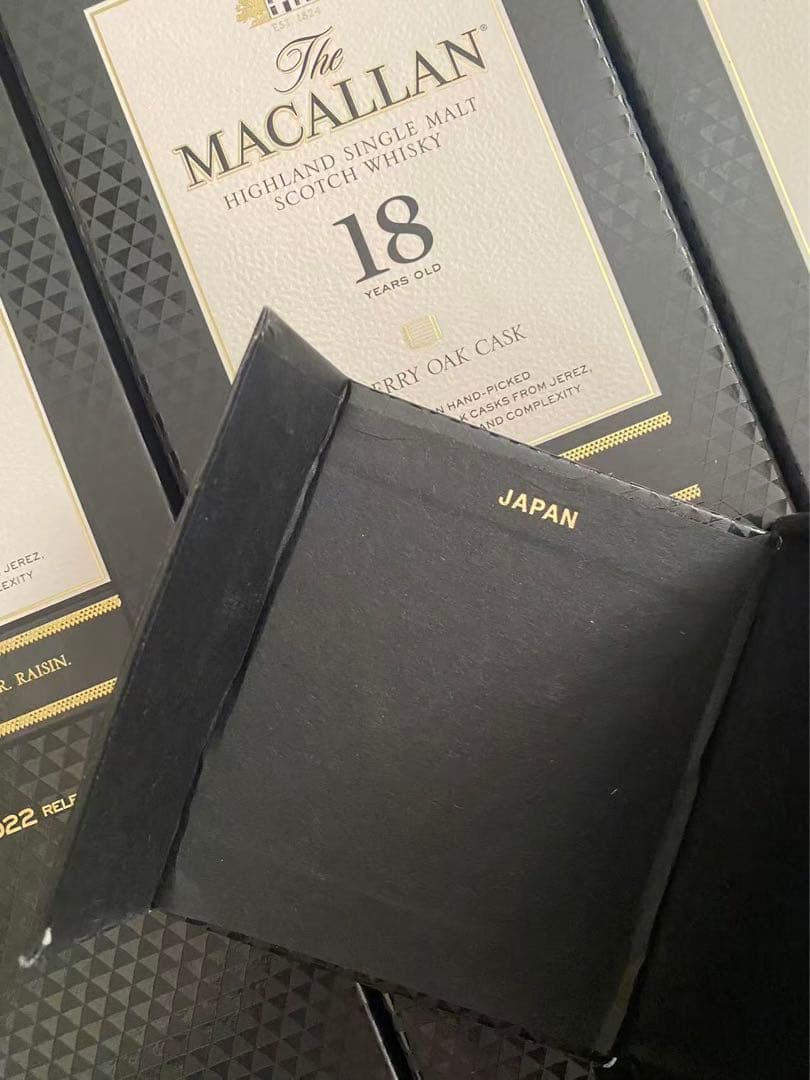 EST. 1824
The
MACALLAN®
HIGHLAND SINGLE MALT
SCOTCH WHISKY
18
YEARS OLD
ERRY OAK CASK
N HAND-PICKED
K CASKS FROM JEREZ,
AND COMPLEXITY
JAPAN
JEREZ,
EXITY
R. RAISIN.
022 RELE